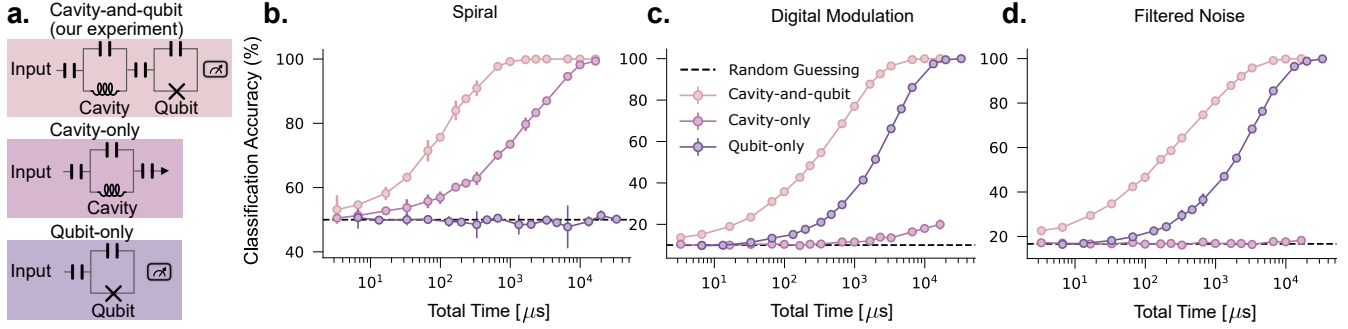 a.
Cavity-and-qubit
(our experiment)
Input
Cavity
Qubit
Cavity-only
Input
Cavity
Qubit-only
Input
Qubit
b.
Spiral
Classification Accuracy (%)
100
80
60
40
10¹
10²
10³
10⁴
Total Time [μs]
c.
Digital Modulation
100
80
60
40
20
Random Guessing
Cavity-and-qubit
Cavity-only
Qubit-only
10¹
10²
10³
10⁴
Total Time [μs]
d.
Filtered Noise
100
80
60
40
20
10¹
10²
10³
10⁴
Total Time [μs]